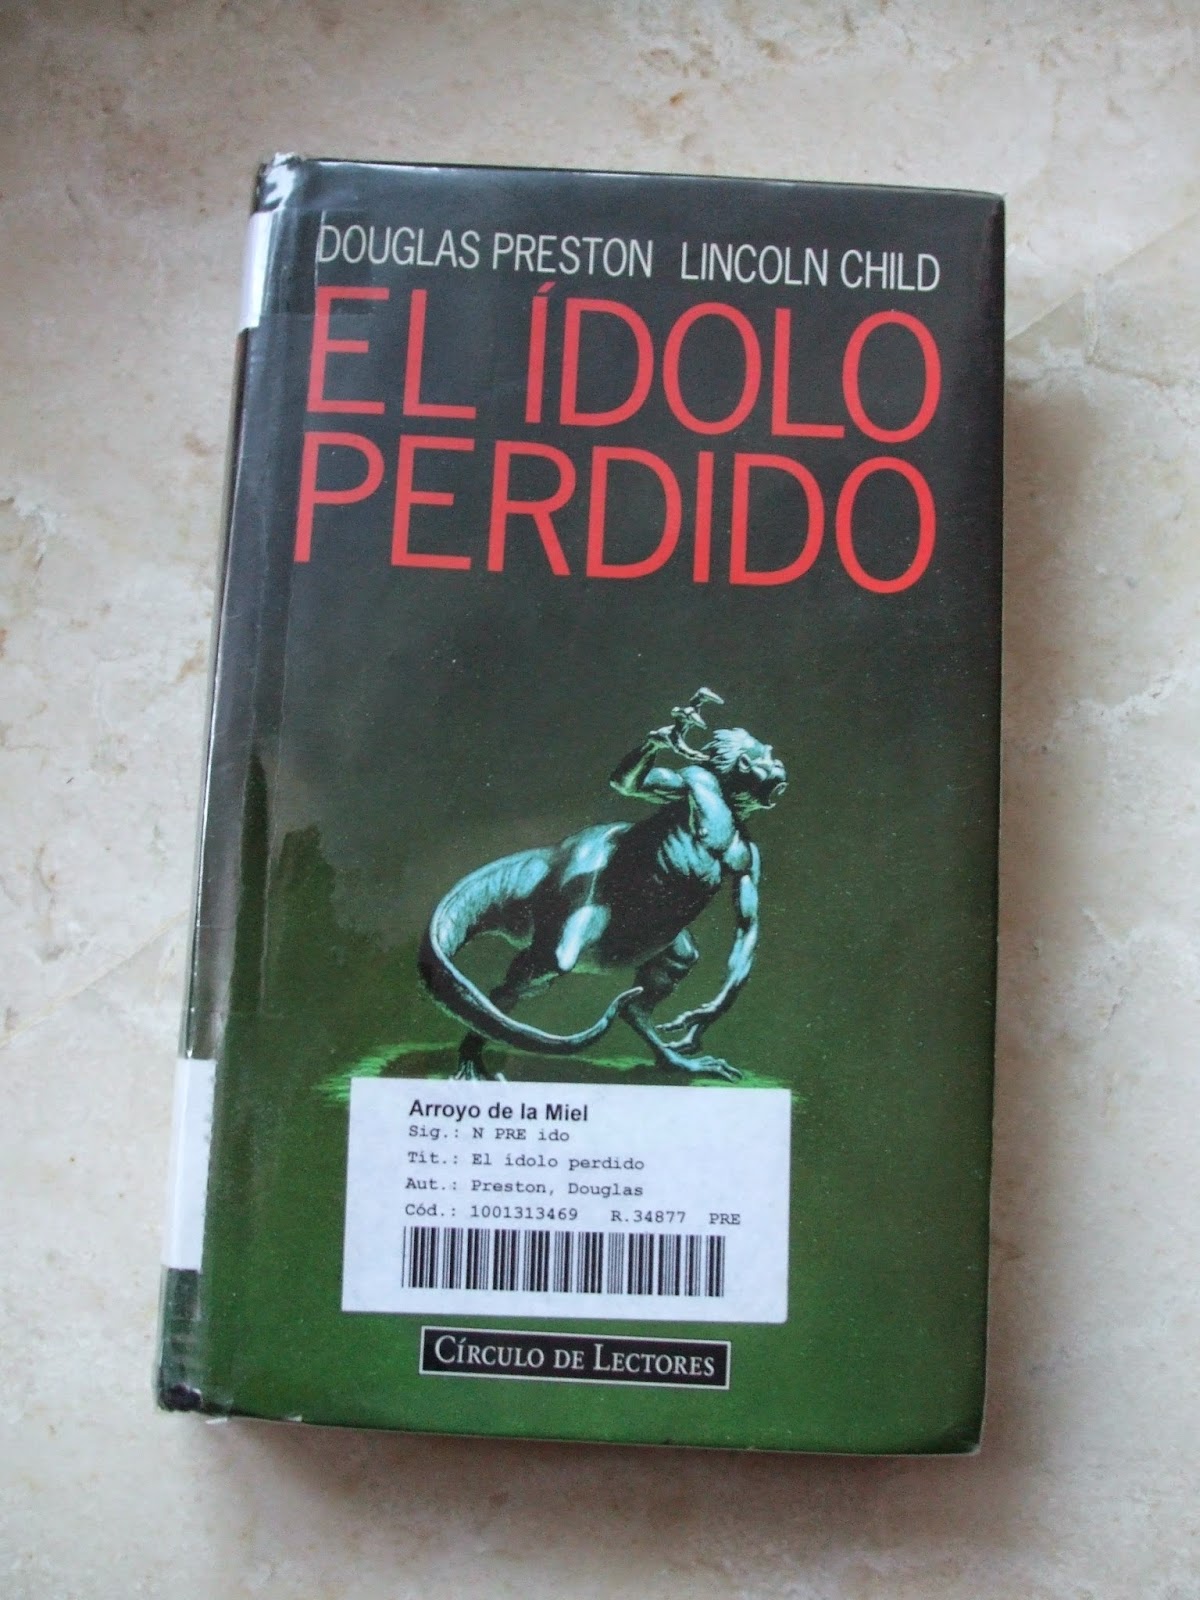 DOUGLAS PRESTON LINCOLN CHILD
EL ÍDOLO
PERDIDO
Arroyo de la Miel
Sig.: N PRE ido
Tít.: El ídolo perdido
Aut.: Preston, Douglas
Cód.: 1001313469 R.34877 PRE
CÍRCULO DE LECTORES